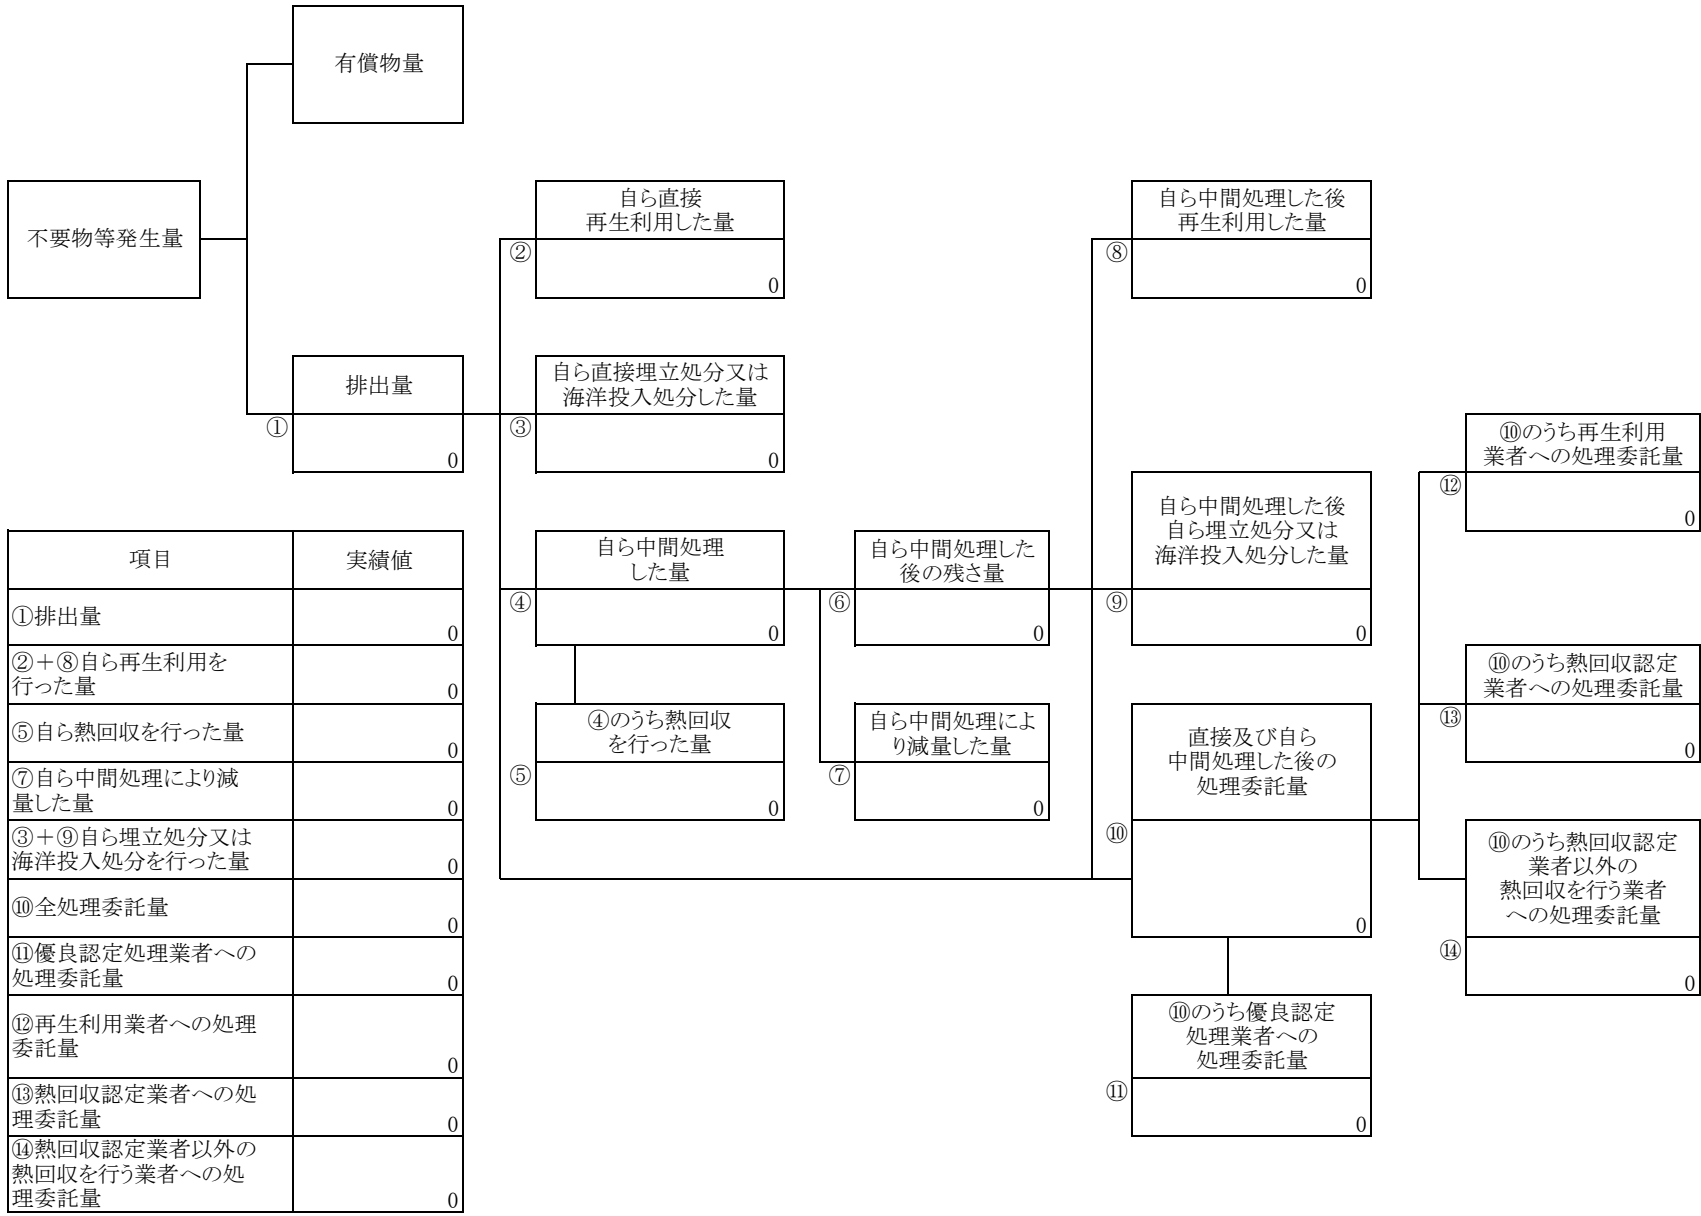 有償物量
不要物等発生量
自ら直接
再生利用した量
②
0
自ら中間処理した後
再生利用した量
⑧
0
排出量
①
0
自ら直接埋立処分又は
海洋投入処分した量
③
0
⑩のうち再生利用
業者への処理委託量
⑫
0
自ら中間処理
した量
④
0
自ら中間処理した
後の残さ量
⑥
0
自ら中間処理した後
自ら埋立処分又は
海洋投入処分した量
⑨
0
⑩のうち熱回収認定
業者への処理委託量
⑬
0
④のうち熱回収
を行った量
⑤
0
自ら中間処理によ
り減量した量
⑦
0
直接及び自ら
中間処理した後の
処理委託量
⑩
0
⑩のうち熱回収認定
業者以外の
熱回収を行う業者
への処理委託量
⑭
0
⑩のうち優良認定
処理業者への
処理委託量
⑪
0
項目 実績値
①排出量
0
②＋⑧自ら再生利用を
行った量
0
⑤自ら熱回収を行った量
0
⑦自ら中間処理により減
量した量
0
③＋⑨自ら埋立処分又は
海洋投入処分を行った量
0
⑩全処理委託量
0
⑪優良認定処理業者への
処理委託量
0
⑫再生利用業者への処理
委託量
0
⑬熱回収認定業者への処
理委託量
0
⑭熱回収認定業者以外の
熱回収を行う業者への処
理委託量
0